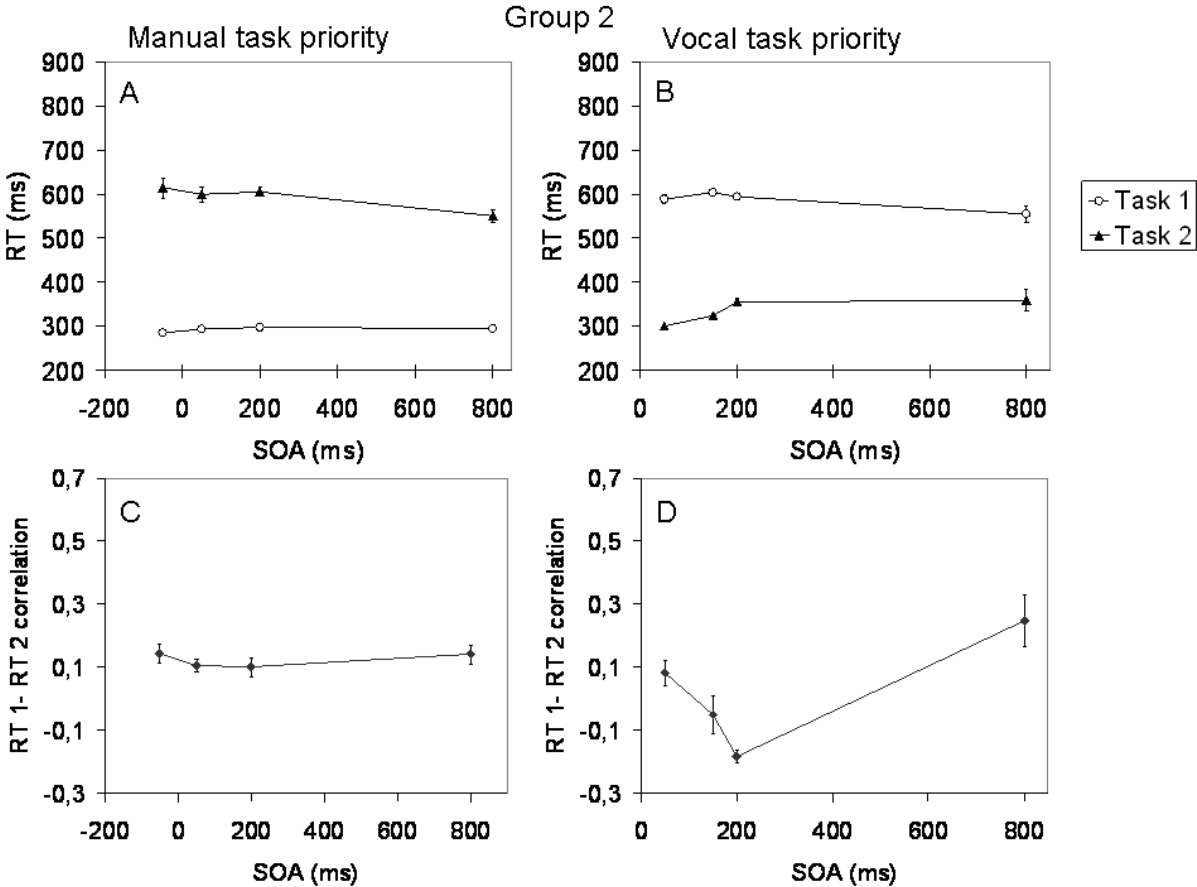 Group 2
Manual task priority
Vocal task priority
A
900
800
700
600
500
400
300
200
RT (ms)
-200 0 200 400 600 800
SOA (ms)
B
900
800
700
600
500
400
300
200
RT (ms)
0 200 400 600 800
SOA (ms)
Task 1
Task 2
C
0,7
0,5
0,3
0,1
-0,1
-0,3
RT 1- RT 2 correlation
-200 0 200 400 600 800
SOA (ms)
D
0,7
0,5
0,3
0,1
-0,1
-0,3
RT 1- RT 2 correlation
0 200 400 600 800
SOA (ms)